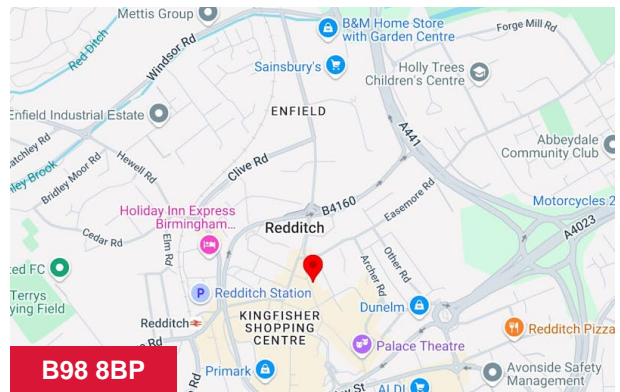 Mettis Group
B&M Home Store
with Garden Centre
Forge Mill Rd
Red Ditch
Windsor Rd
Sainsbury's
Holly Trees
Children's Centre
ENFIELD
Enfield Industrial Estate
A441
Abbeydale
Community Club
Hewell Rd
Clive Rd
Bridley Moor Rd
Brook
B4160
Easemore Rd
Motorcycles 2
Holiday Inn Express
Birmingham...
Redditch
A4023
Cedar Rd
Elm Rd
ted FC
Archer Rd
Other Rd
Terrys
ying Field
P
Redditch Station
Dunelm
Redditch
KINGFISHER
SHOPPING
CENTRE
Redditch Pizza
Palace Theatre
Primark
Avonside Safety
Management
ALDI
B98 8BP